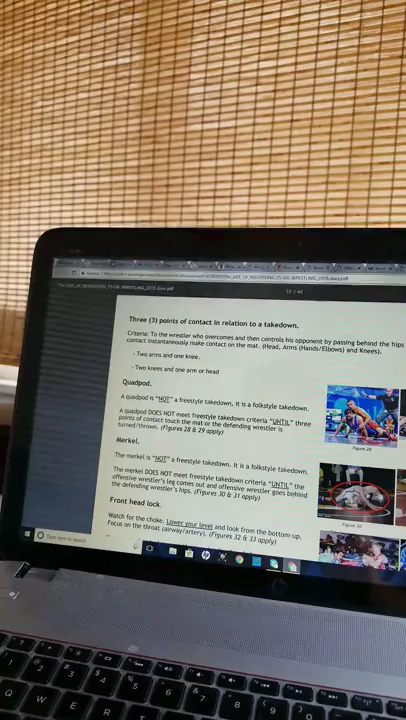 12 / 42
Three (3) points of contact in relation to a takedown.
Criteria: To the wrestler who overcomes and then controls his opponent by passing behind the hips
contact instantaneously make contact on the mat. (Head, Arms (Hands/Elbows) and Knees).
- Two arms and one knee.
- Two knees and one arm or head
Quadpod.
A quadpod is "NOT" a freestyle takedown, it is a folkstyle takedown.
A quadpod DOES NOT meet freestyle takedown criteria "UNTIL" three
points of contact touch the mat or the defending wrestler is
turned/thrown. (Figures 28 & 29 apply)
Figure 28
Merkel.
The merkel is "NOT" a freestyle takedown. It is a folkstyle takedown.
The merkel DOES NOT meet freestyle takedown criteria "UNTIL" the
offensive wrestler's leg comes out and offensive wrestler goes behind
the defending wrestler's hips. (Figures 30 & 31 apply)
Figure 30
Front head lock.
Watch for the choke. Lower your level and look from the bottom-up.
Focus on the throat (airway/artery). (Figures 32 & 33 apply)
Type here to search